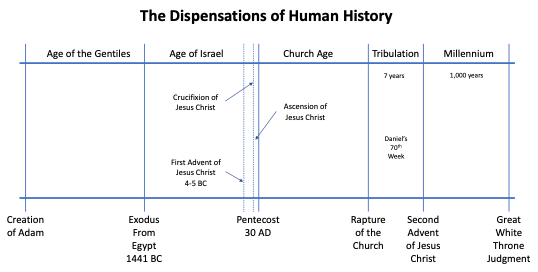 The Dispensations of Human History
Age of the Gentiles
Age of Israel
Church Age
Tribulation
Millennium
7 years
1,000 years
Crucifixion of
Jesus Christ
Ascension of
Jesus Christ
Daniel's
70th
Week
First Advent of
Jesus Christ
4-5 BC
Creation
of Adam
Exodus
From
Egypt
1441 BC
Pentecost
30 AD
Rapture
of the
Church
Second
Advent
of Jesus
Christ
Great
White
Throne
Judgment